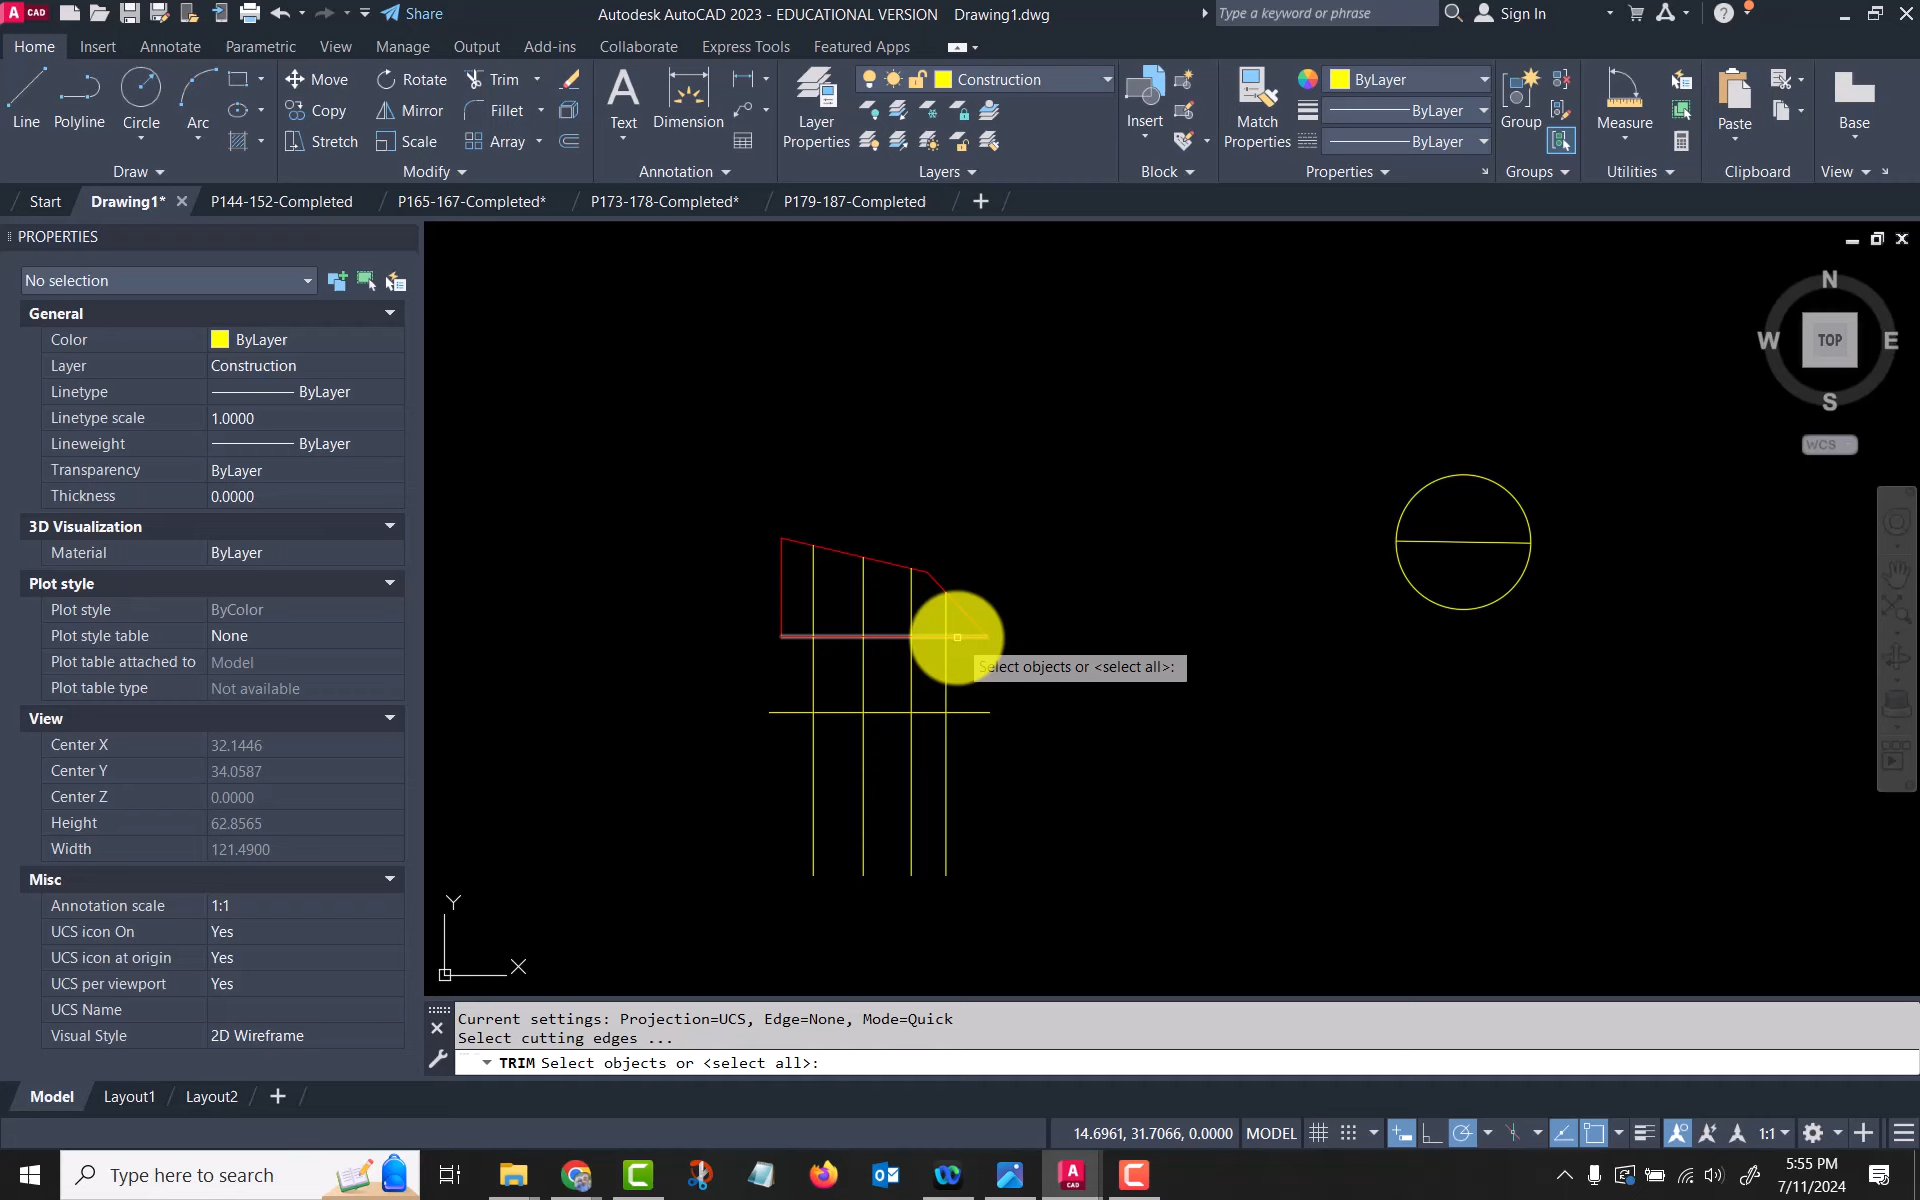 A CAD Share Autodesk AutoCAD 2023 - EDUCATIONAL VERSION Drawing1.dwg Type a keyword or phrase Sign In
Home Insert Annotate Parametric View Manage Output Add-ins Collaborate Express Tools Featured Apps
Line Polyline Circle Arc
Move Rotate Trim
Copy Mirror Fillet
Stretch Scale Array
Text Dimension
Layer Properties
Construction
Insert
Match Properties
ByLayer
ByLayer
ByLayer
Group
Measure
Paste
Base
Draw Modify Annotation Layers Block Properties Groups Utilities Clipboard View
Start Drawing1* P144-152-Completed P165-167-Completed* P173-178-Completed* P179-187-Completed
PROPERTIES
No selection
General
Color ByLayer
Layer Construction
Linetype ByLayer
Linetype scale 1.0000
Lineweight ByLayer
Transparency ByLayer
Thickness 0.0000
3D Visualization
Material ByLayer
Plot style
Plot style ByColor
Plot style table None
Plot table attached to Model
Plot table type Not available
View
Center X 32.1446
Center Y 34.0587
Center Z 0.0000
Height 62.8565
Width 121.4900
Misc
Annotation scale 1:1
UCS icon On Yes
UCS icon at origin Yes
UCS per viewport Yes
UCS Name
Visual Style 2D Wireframe
N
W TOP E
S
WCS
Select objects or <select all>:
Y
X
Current settings: Projection=UCS, Edge=None, Mode=Quick
Select cutting edges ...
TRIM Select objects or <select all>:
Model Layout1 Layout2
14.6961, 31.7066, 0.0000 MODEL 1:1
Type here to search
A CAD
5:55 PM
7/11/2024